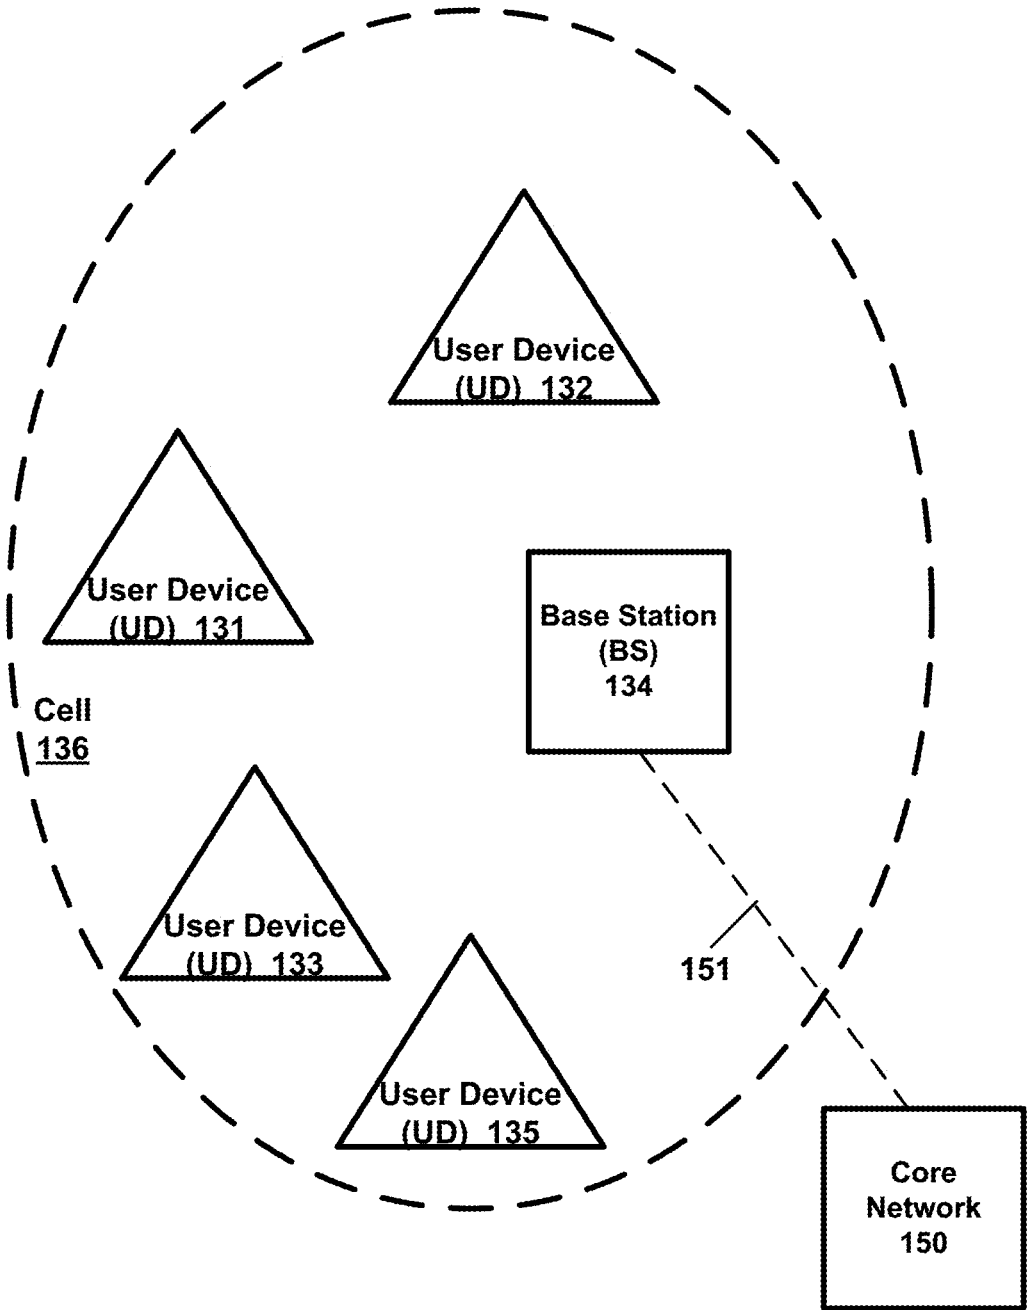 User Device
(UD) 132
User Device
(UD) 131
Base Station
(BS)
134
Cell
136
User Device
(UD) 133
151
User Device
(UD) 135
Core
Network
150